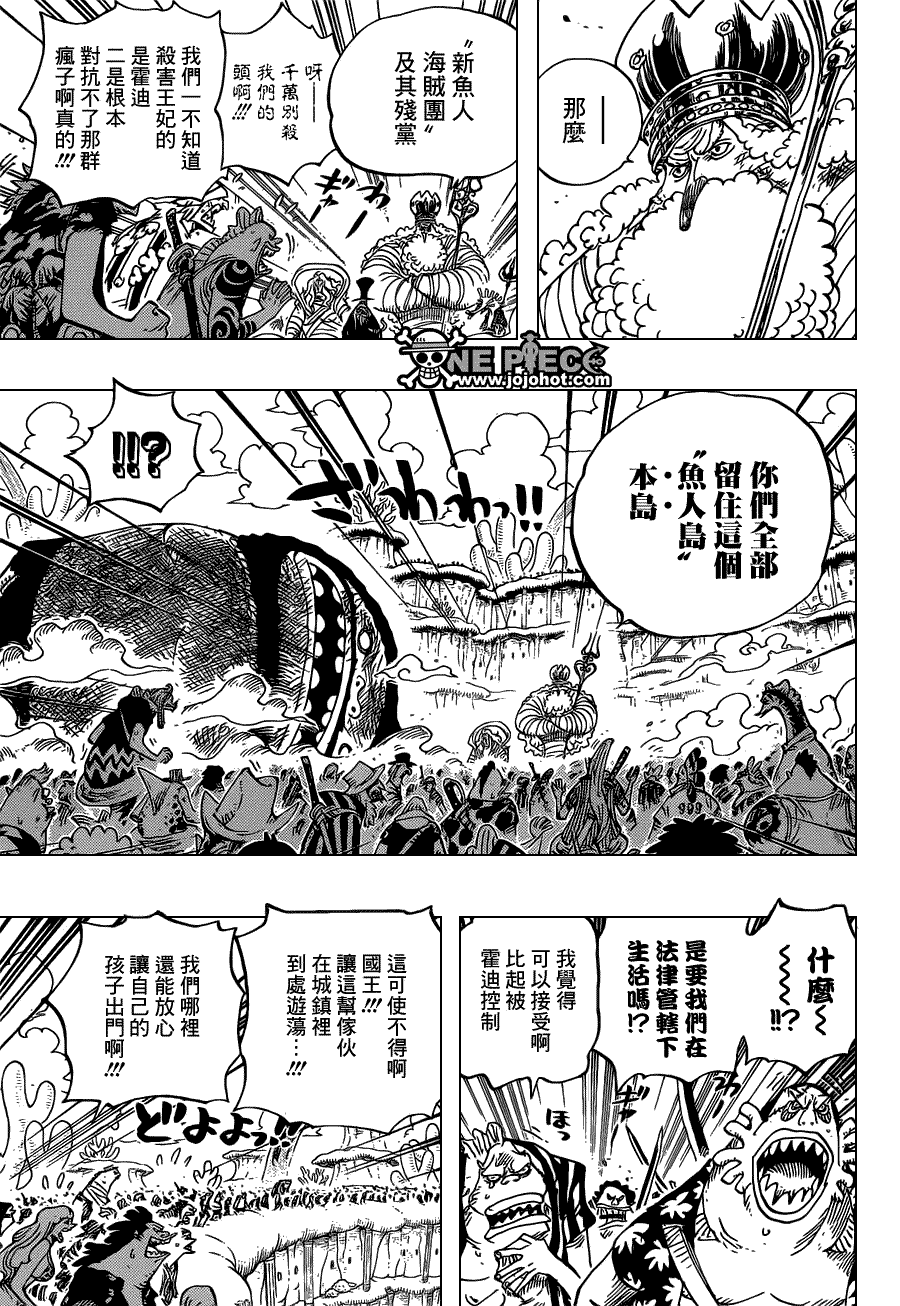 那麼
——
〝新魚人
海賊團〞
及其殘黨
呀——
千萬別殺
我們的
頭啊!!!
我們一不知道
殺害王妃的
是霍迪
二是根本
對抗不了那群
瘋子啊真的!!!
ぎゃー
ONE PIECE
www.jojohot.com
你們全部
留住這個
〝魚人島〞
本島
ざわわっ!!
!!?
什麼~
~~~!!?
是要我們在
法律管轄下
生活嗎!?
我覺得
可以接受啊
比起被
霍迪控制
わー
ほっ
這可使不得啊
國王!!!
讓這幫傢伙
在城鎮裡
到處遊蕩…!!!
我們哪裡
還能放心
讓自己的
孩子出門啊!!!
どよよっ!!